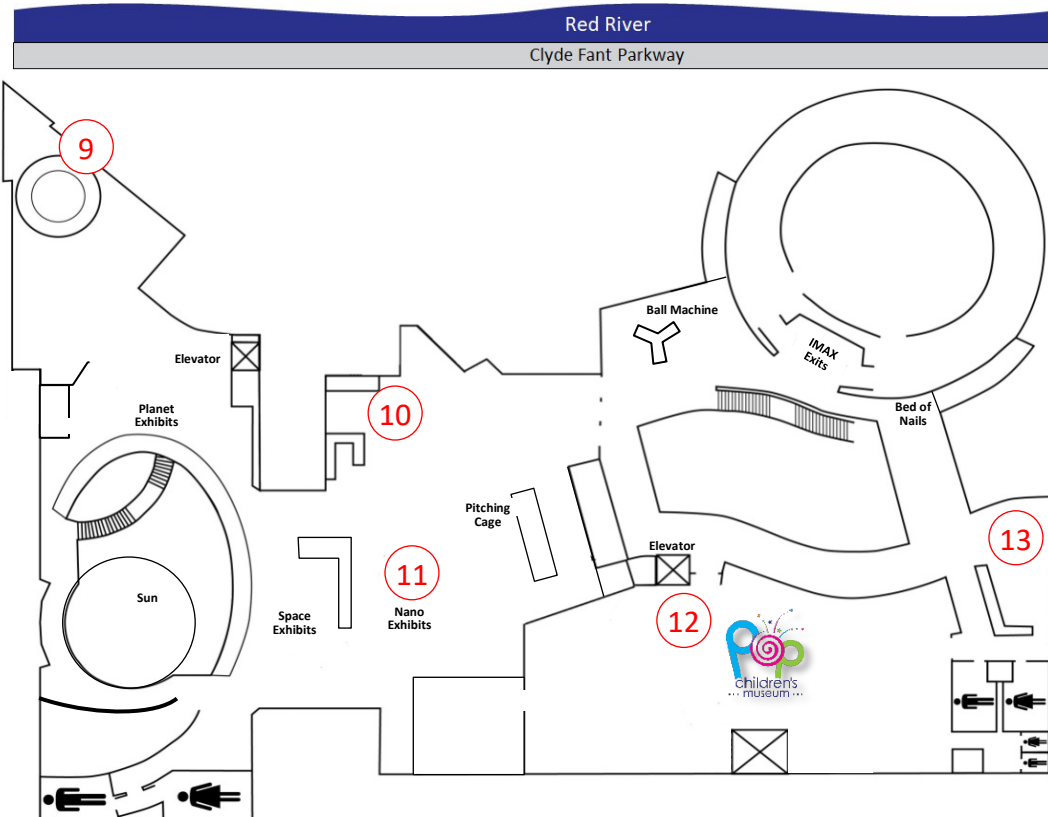 Red River
Clyde Fant Parkway
9
Ball Machine
Elevator
IMAX
Exits
Planet
Exhibits
10
Bed of
Nails
Pitching
Cage
13
Elevator
11
Sun
Nano
Exhibits
Space
Exhibits
12
POP
children's
museum